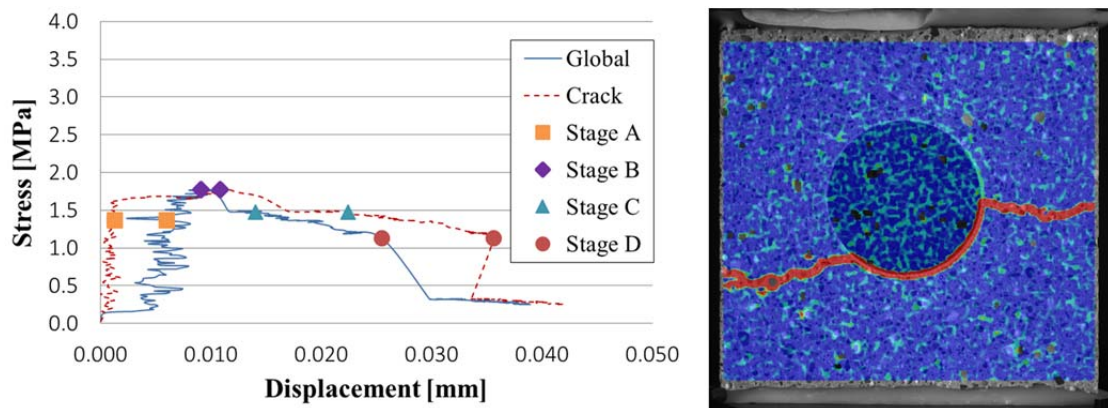 4.0
3.5
3.0
2.5
2.0
1.5
1.0
0.5
0.0
Stress [MPa]
0.000 0.010 0.020 0.030 0.040 0.050
Displacement [mm]
Global
Crack
Stage A
Stage B
Stage C
Stage D